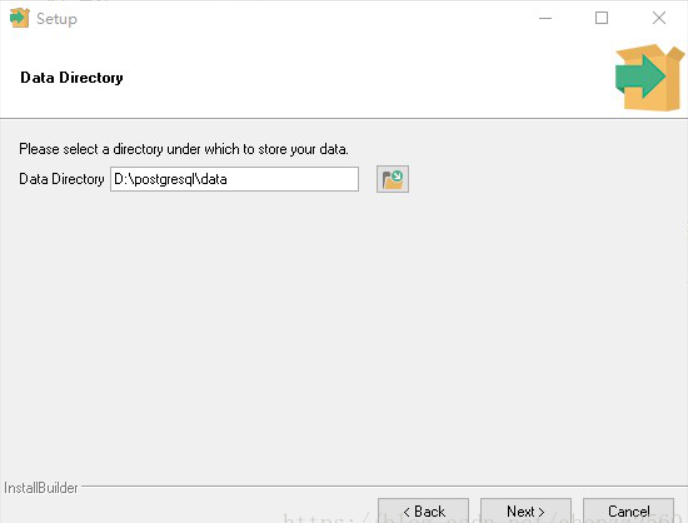 Setup
Data Directory
Please select a directory under which to store your data.
Data Directory D:\postgresql\data
InstallBuilder
< Back Next > Cancel